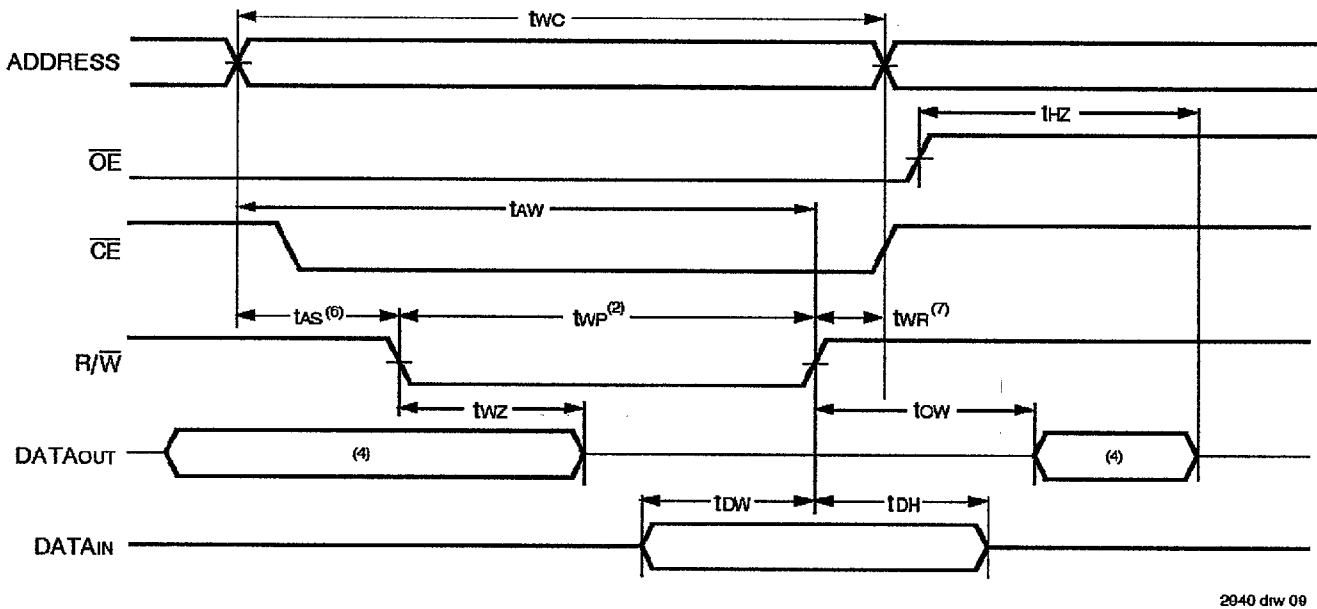 tWC
ADDRESS
tHZ
OE
tAW
CE
tAS(6) tWP(2) tWR(7)
R/W
tWZ tOW
DATAOUT (4) (4)
tDW tDH
DATAIN
2940 drw 09